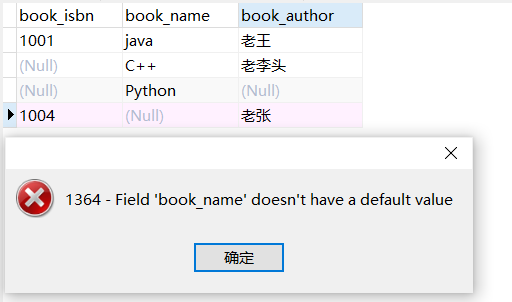 book_isbn book_name book_author
1001 java 老王
(Null) C++ 老李头
(Null) Python (Null)
1004 (Null) 老张
1364 - Field 'book_name' doesn't have a default value
确定